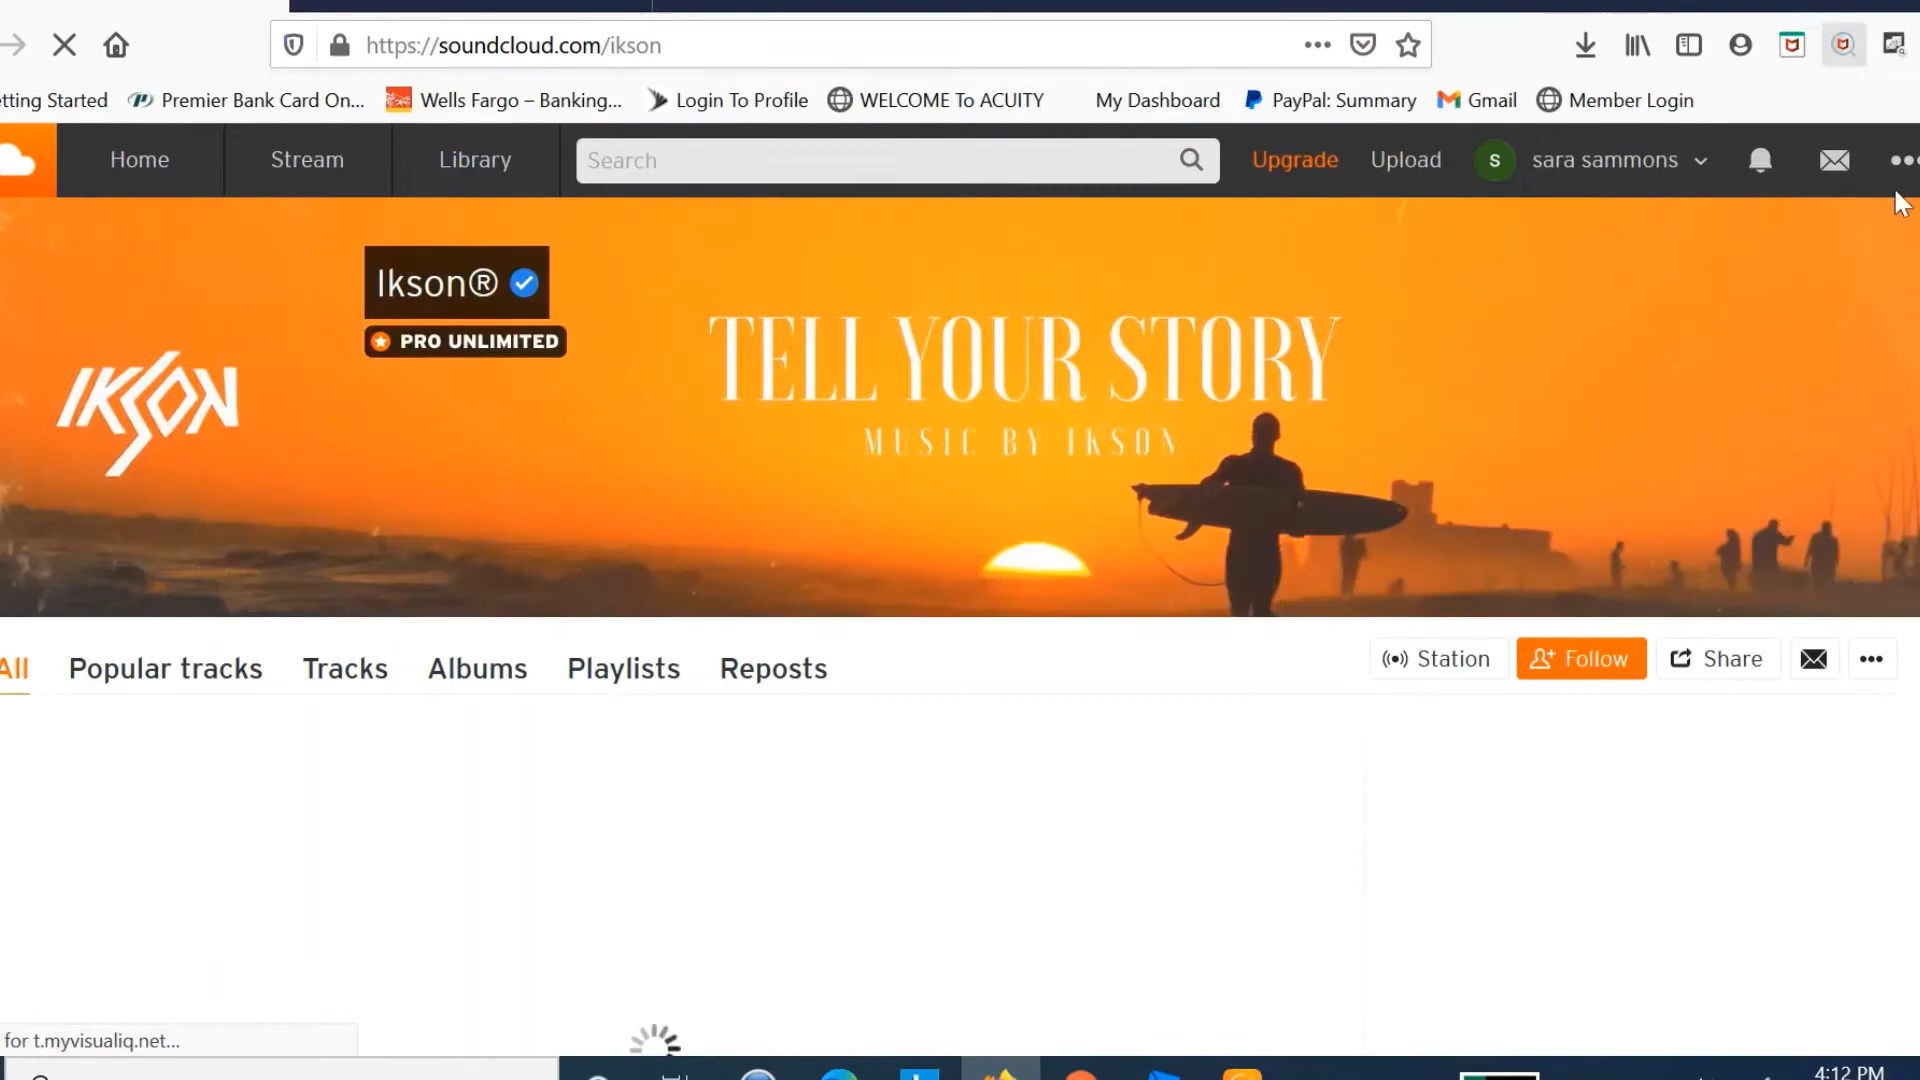 https://soundcloud.com/ikson
etting Started Premier Bank Card On... Wells Fargo – Banking... Login To Profile WELCOME To ACUITY My Dashboard PayPal: Summary Gmail Member Login
Home Stream Library Search Upgrade Upload S sara sammons
Ikson®
PRO UNLIMITED
TELL YOUR STORY
MUSIC BY IKSON
IKSON
All Popular tracks Tracks Albums Playlists Reposts Station Follow Share
for t.myvisualiq.net...
4:12 PM